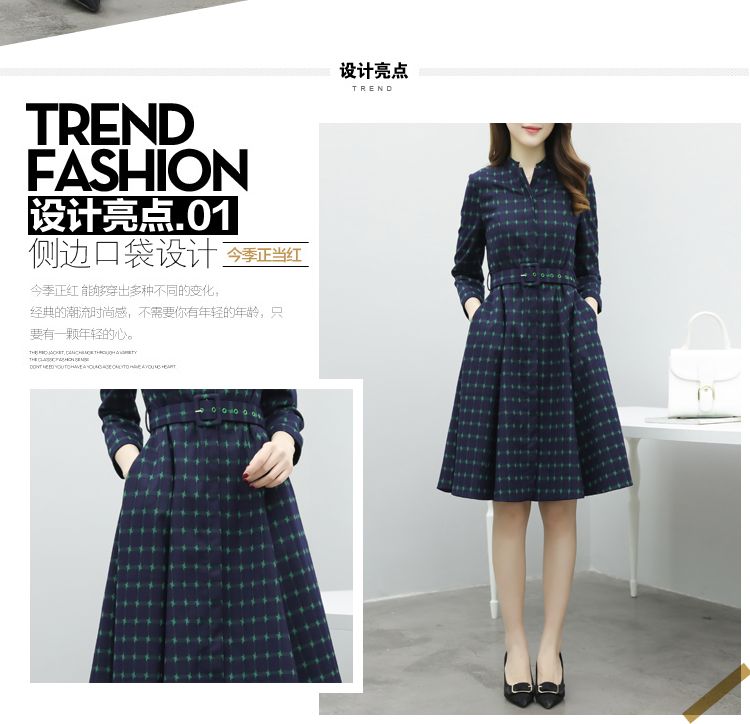 设计亮点
TREND
TREND
FASHION
设计亮点.01
侧边口袋设计 今季正当红
今季正红 能够穿出多种不同的变化，
经典的潮流时尚感，不需要你有年轻的年龄，只
要有一颗年轻的心。
THIS PRO JACKET, CAN CHANGE THROUGH A VARIETY
THE CLASSIC FASHION SENSE
DONT NEED YOU TO HAVE A YOUNG AGE ONLY TO HAVE A YOUNG HEART.